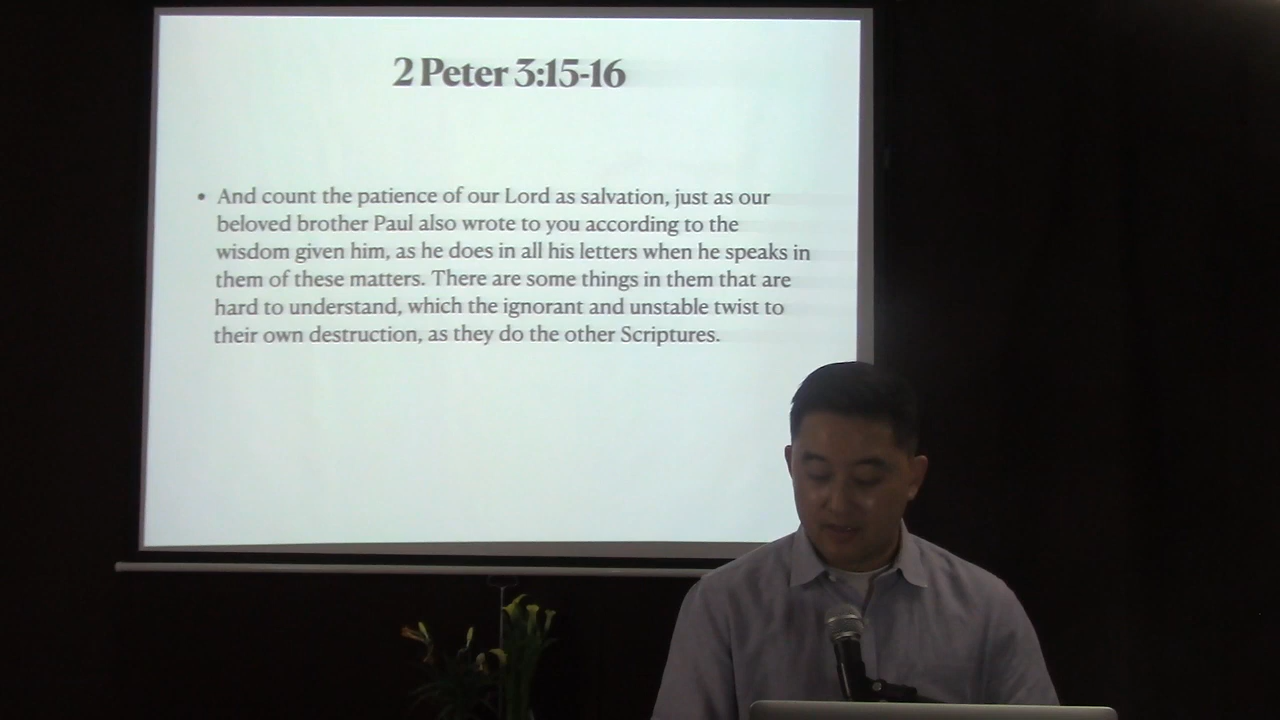 2 Peter 3:15-16
• And count the patience of our Lord as salvation, just as our
beloved brother Paul also wrote to you according to the
wisdom given him, as he does in all his letters when he speaks in
them of these matters. There are some things in them that are
hard to understand, which the ignorant and unstable twist to
their own destruction, as they do the other Scriptures.